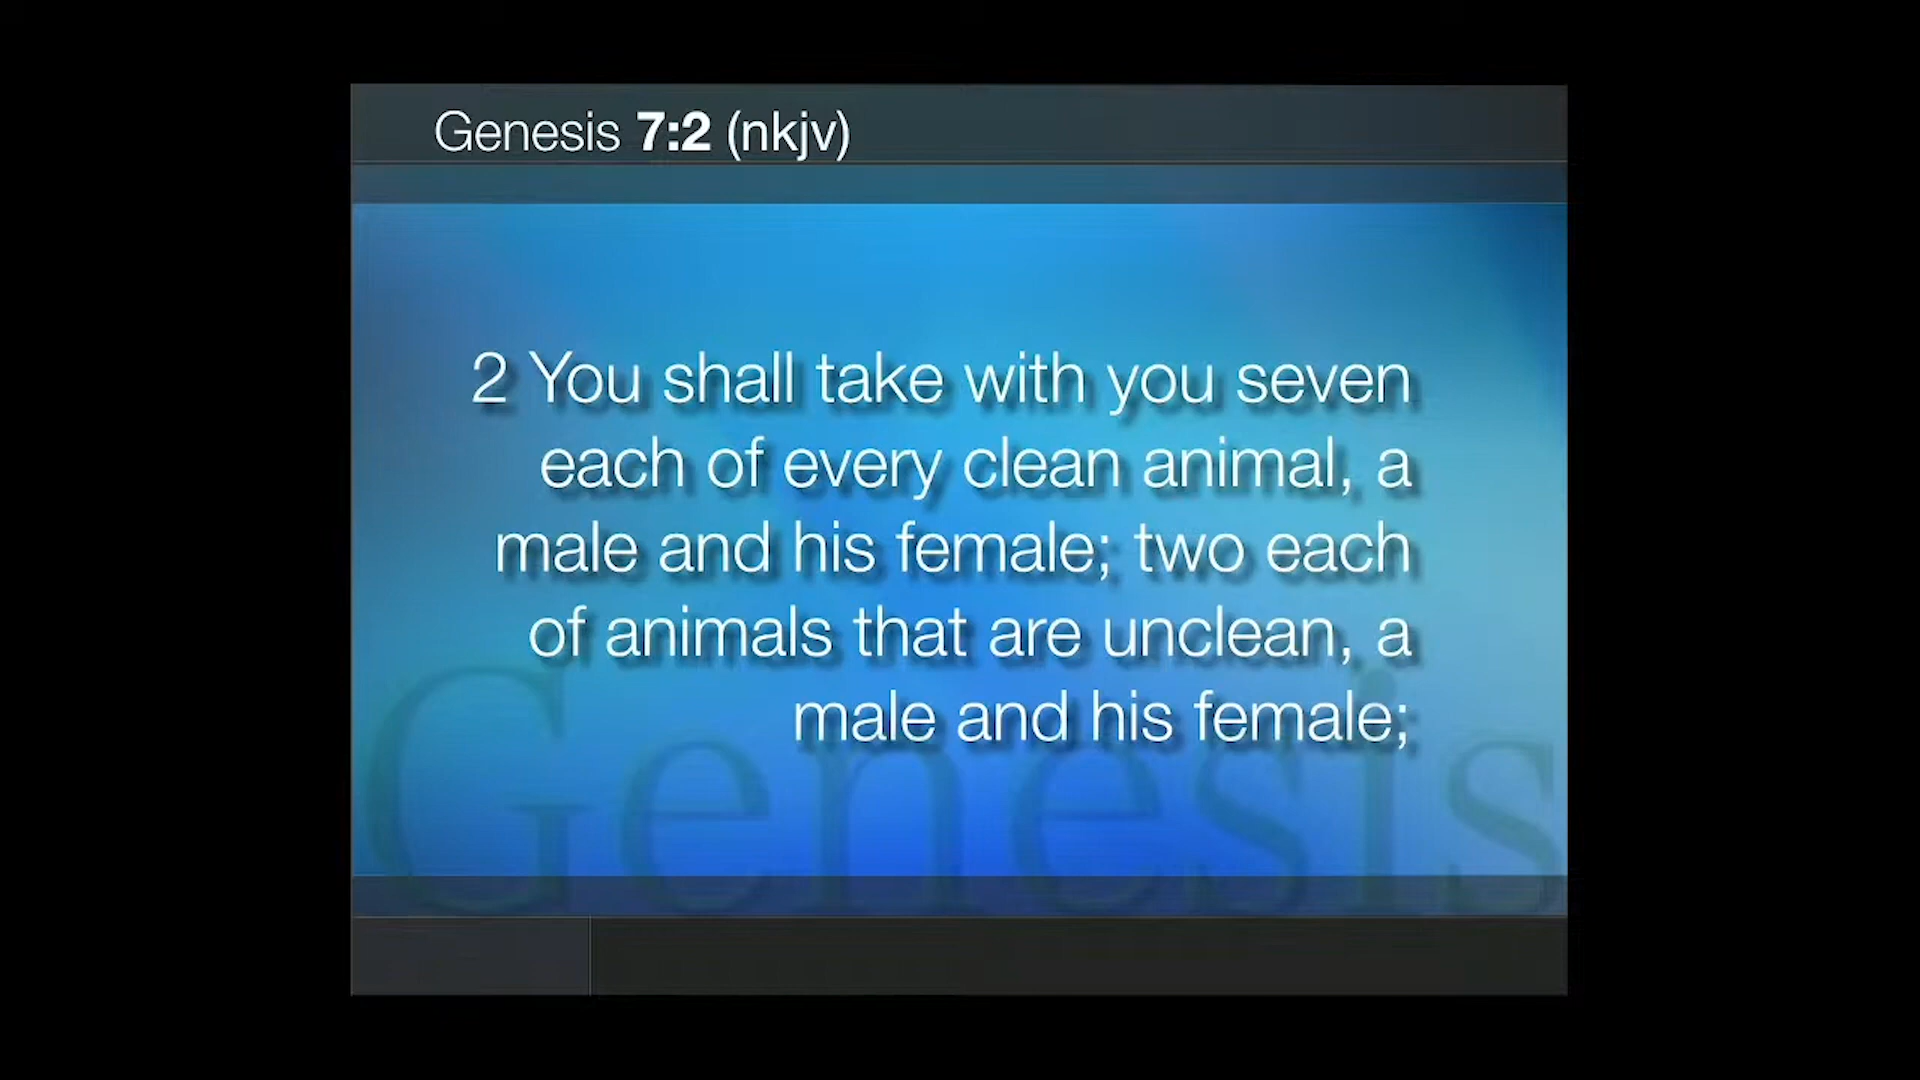 Genesis 7:2 (nkjv)
2 You shall take with you seven
each of every clean animal, a
male and his female; two each
of animals that are unclean, a
male and his female;
Genesis